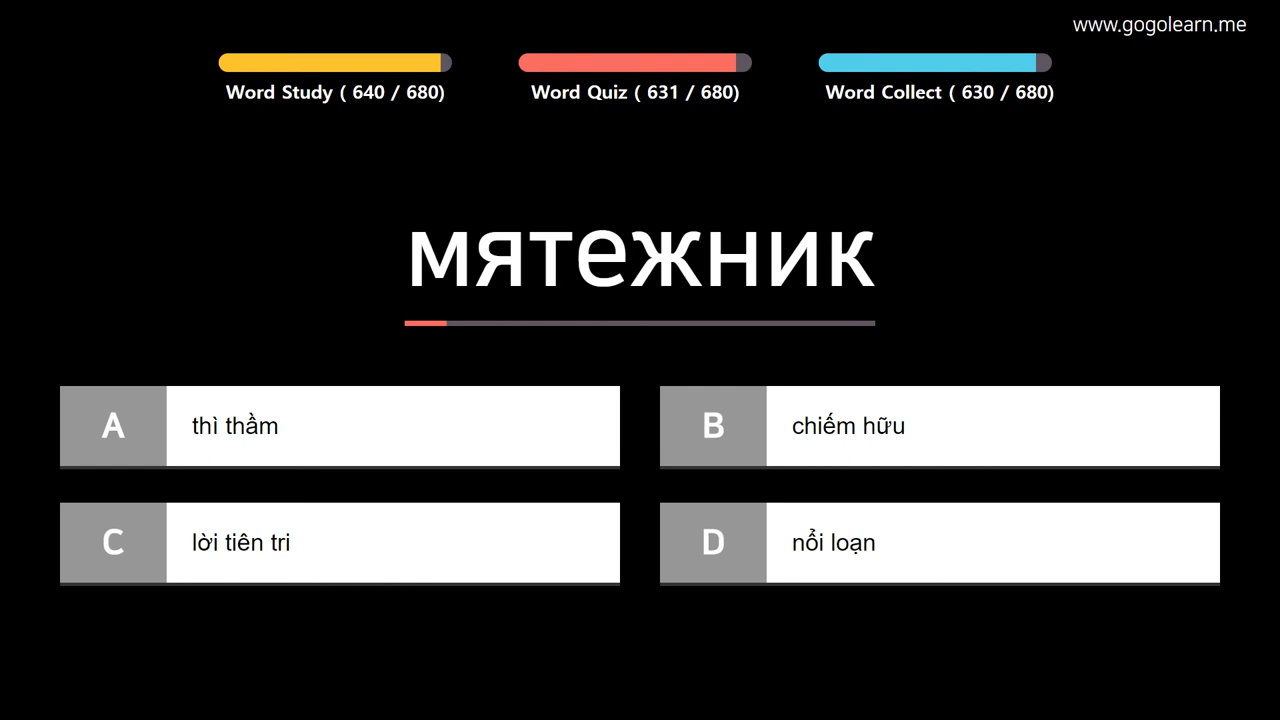 www.gogolearn.me
Word Study ( 640 / 680)
Word Quiz ( 631 / 680)
Word Collect ( 630 / 680)
мятежник
A thì thầm
B chiếm hữu
C lời tiên tri
D nổi loạn